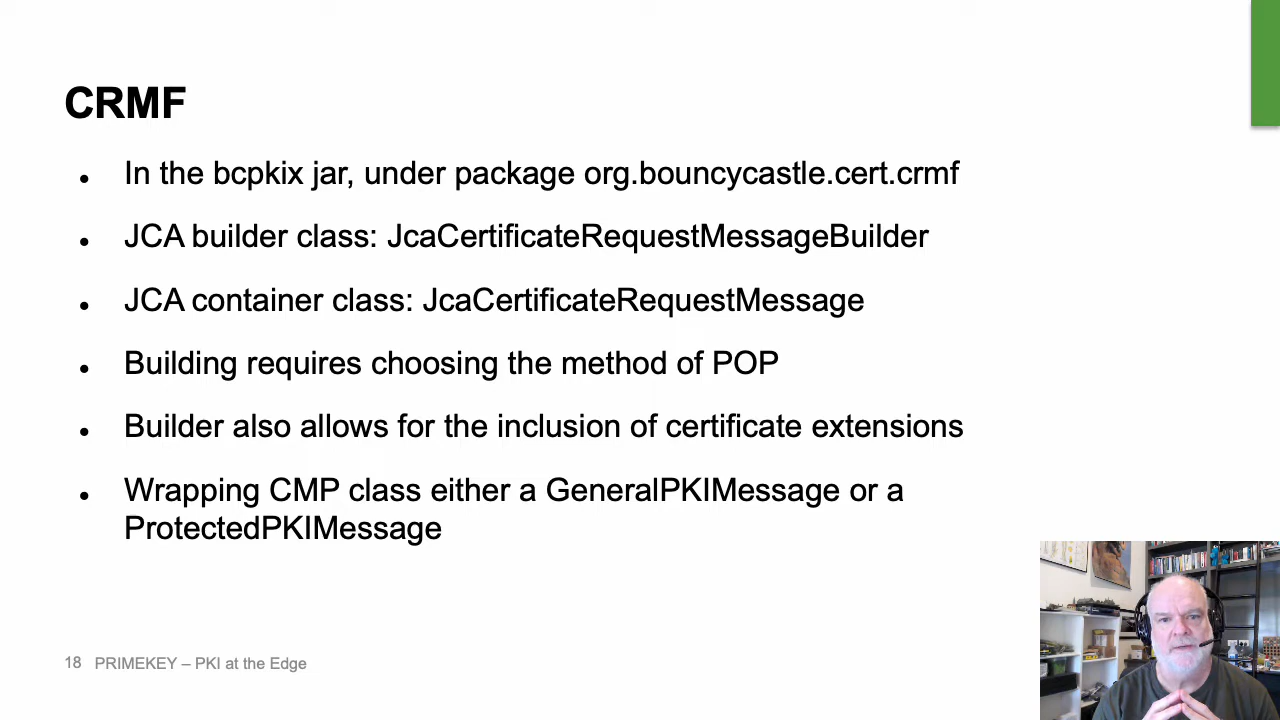 CRMF
● In the bcpkix jar, under package org.bouncycastle.cert.crmf
● JCA builder class: JcaCertificateRequestMessageBuilder
● JCA container class: JcaCertificateRequestMessage
● Building requires choosing the method of POP
● Builder also allows for the inclusion of certificate extensions
● Wrapping CMP class either a GeneralPKIMessage or a
ProtectedPKIMessage
18 PRIMEKEY – PKI at the Edge